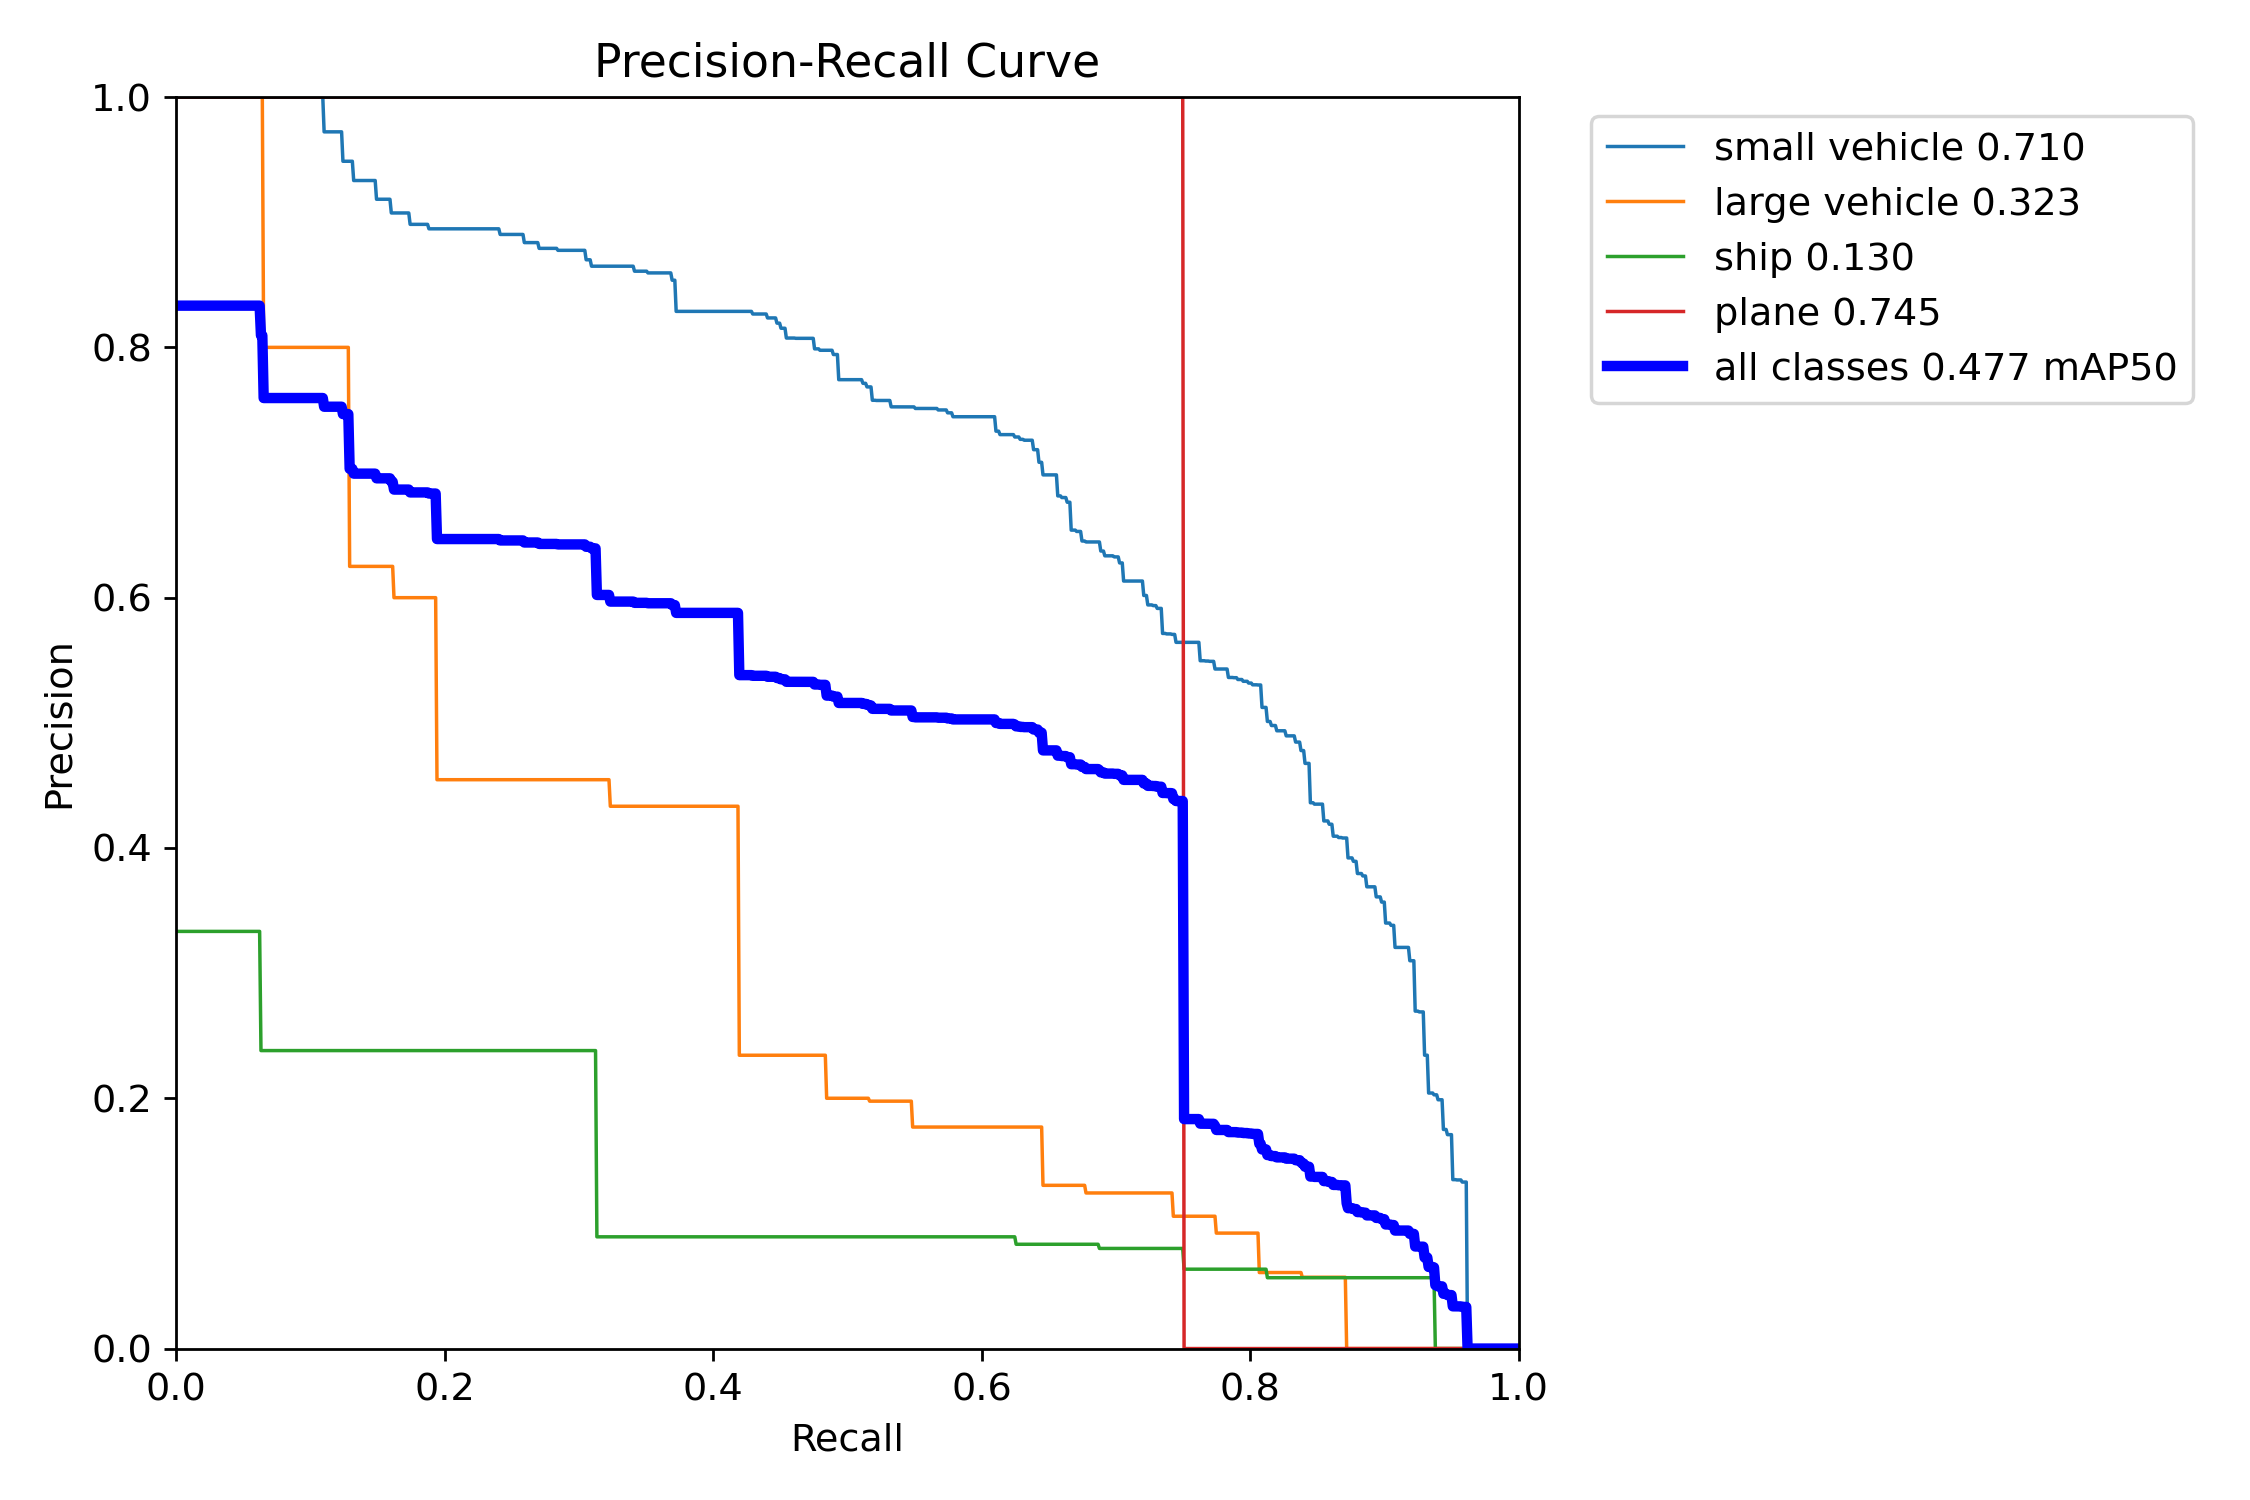 Precision-Recall Curve
1.0
0.8
0.6
0.4
0.2
0.0
Precision
0.0 0.2 0.4 0.6 0.8 1.0
Recall
small vehicle 0.710
large vehicle 0.323
ship 0.130
plane 0.745
all classes 0.477 mAP50